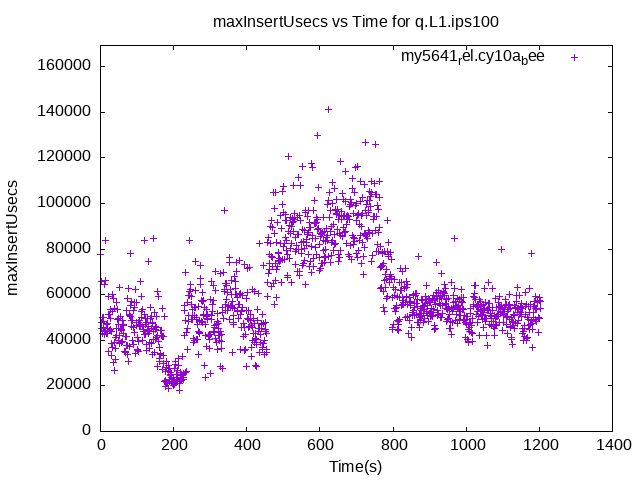 maxInsertUsecs vs Time for q.L1.ips100
my5641rel.cy10abee
160000
140000
120000
100000
80000
60000
40000
20000
0
maxInsertUsecs
0 200 400 600 800 1000 1200 1400
Time(s)